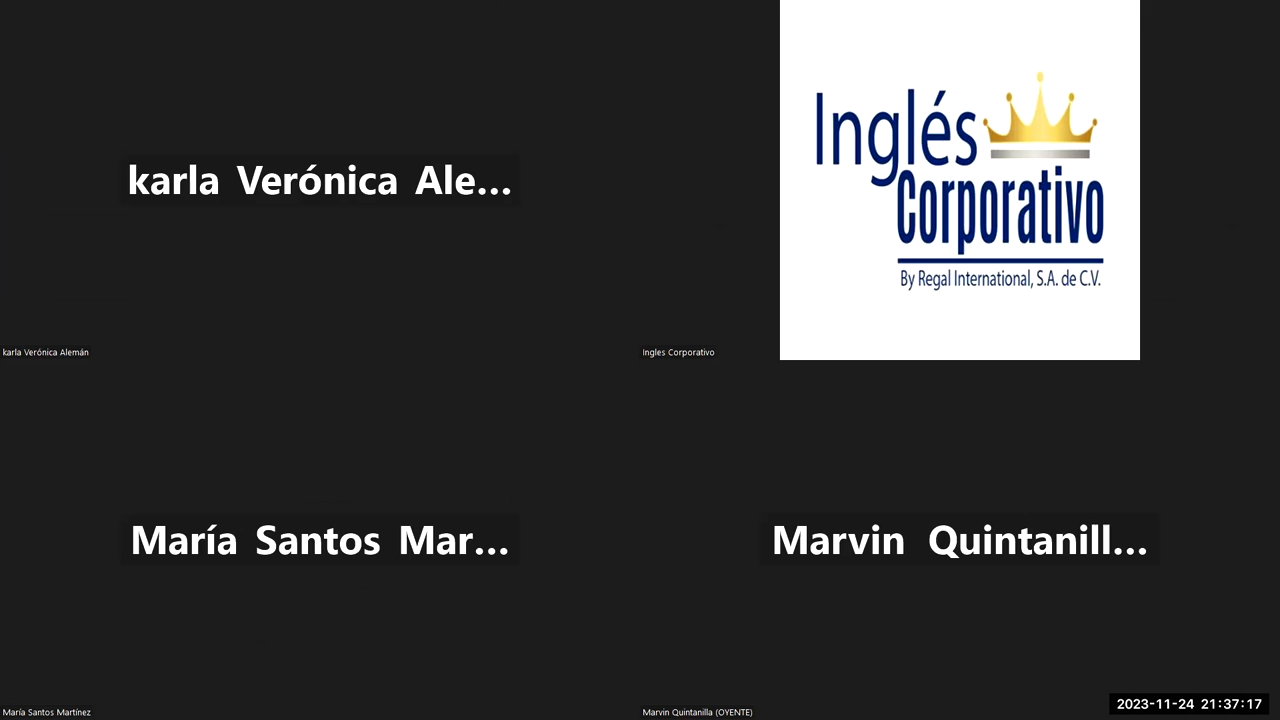 karla Verónica Ale...
karla Verónica Alemán
Inglés
Corporativo
By Regal International, S.A. de C.V.
Ingles Corporativo
María Santos Mar...
María Santos Martínez
Marvin Quintanill...
Marvin Quintanilla (OYENTE)
2023-11-24 21:37:17